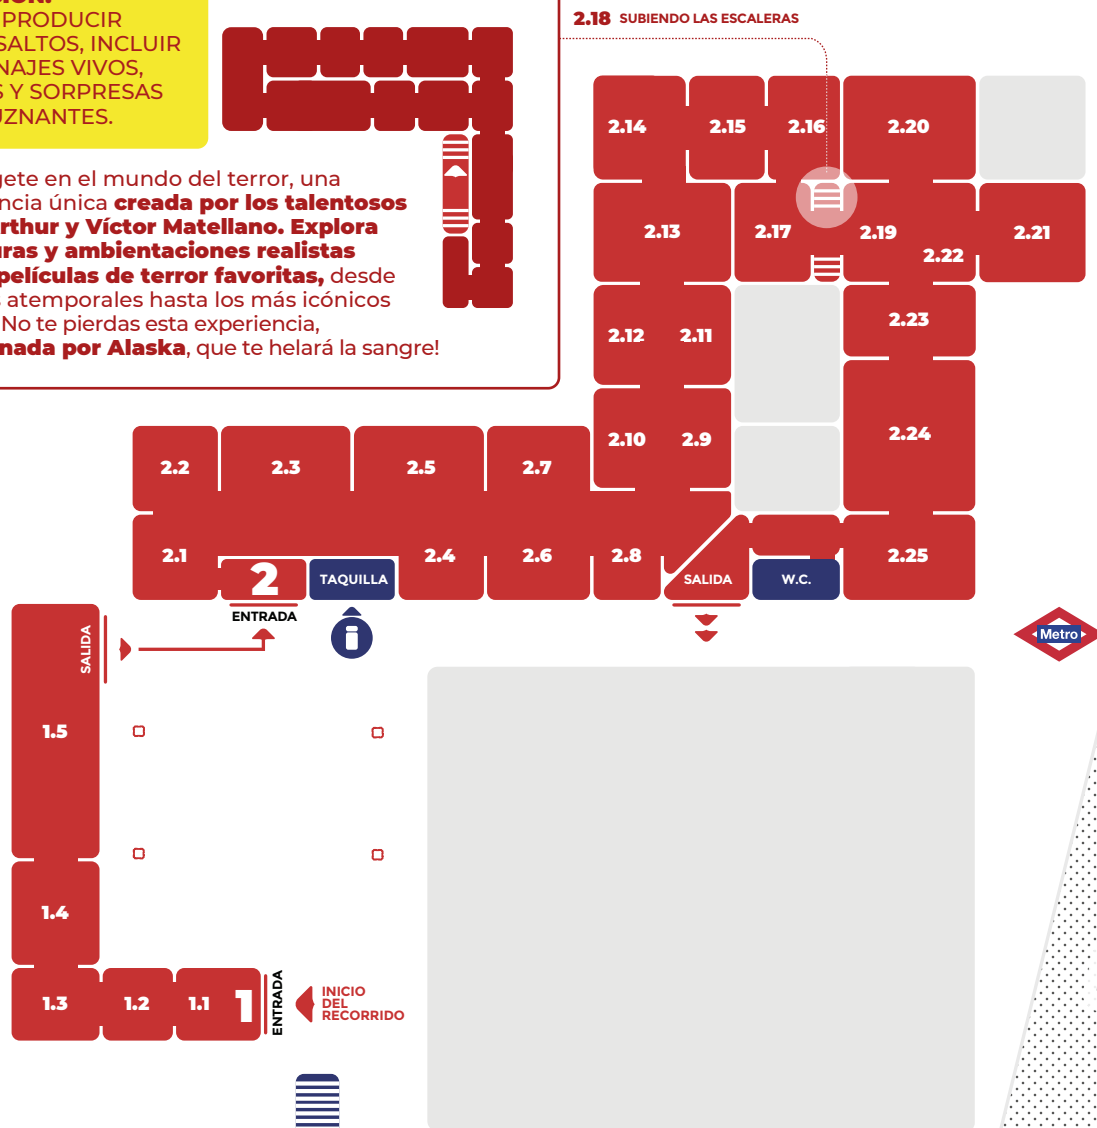 PRODUCIR
SALTOS, INCLUIR
NAJES VIVOS,
Y SORPRESAS
UZNANTES.
gete en el mundo del terror, una
ncia única creada por los talentosos
rthur y Víctor Matellano. Explora
uras y ambientaciones realistas
películas de terror favoritas, desde
s atemporales hasta los más icónicos
No te pierdas esta experiencia,
nada por Alaska, que te helará la sangre!
2.18 SUBIENDO LAS ESCALERAS
2.14
2.15
2.16
2.20
2.13
2.17
2.19
2.22
2.21
2.12
2.11
2.23
2.10
2.9
2.24
2.2
2.3
2.5
2.7
2.1
2.4
2.6
2.8
2.25
2
TAQUILLA
SALIDA
W.C.
ENTRADA
SALIDA
Metro
1.5
1.4
1.3
1.2
1.1
1
ENTRADA
INICIO
DEL
RECORRIDO